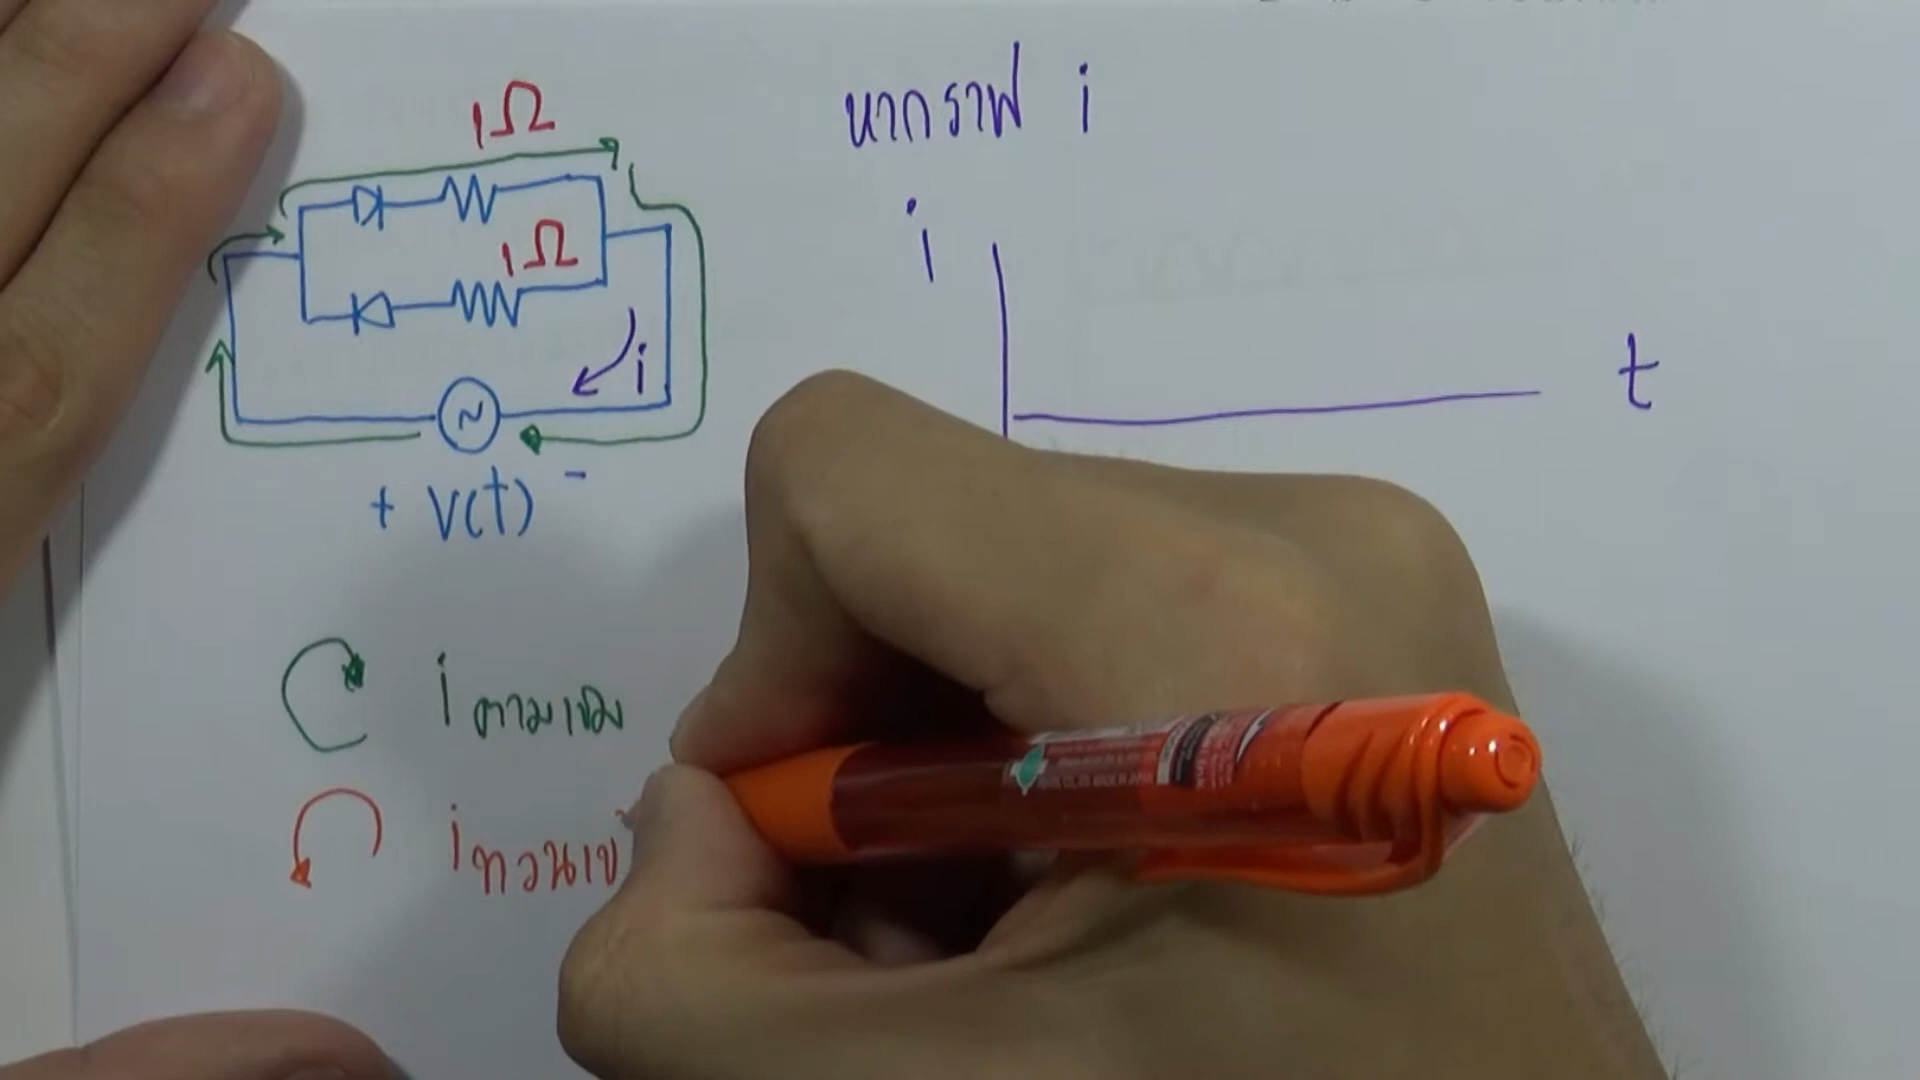 1Ω
หากราฟ i
1Ω
i
i
t
+ V(t) -
i ตามเข็ม
i ทวนเข